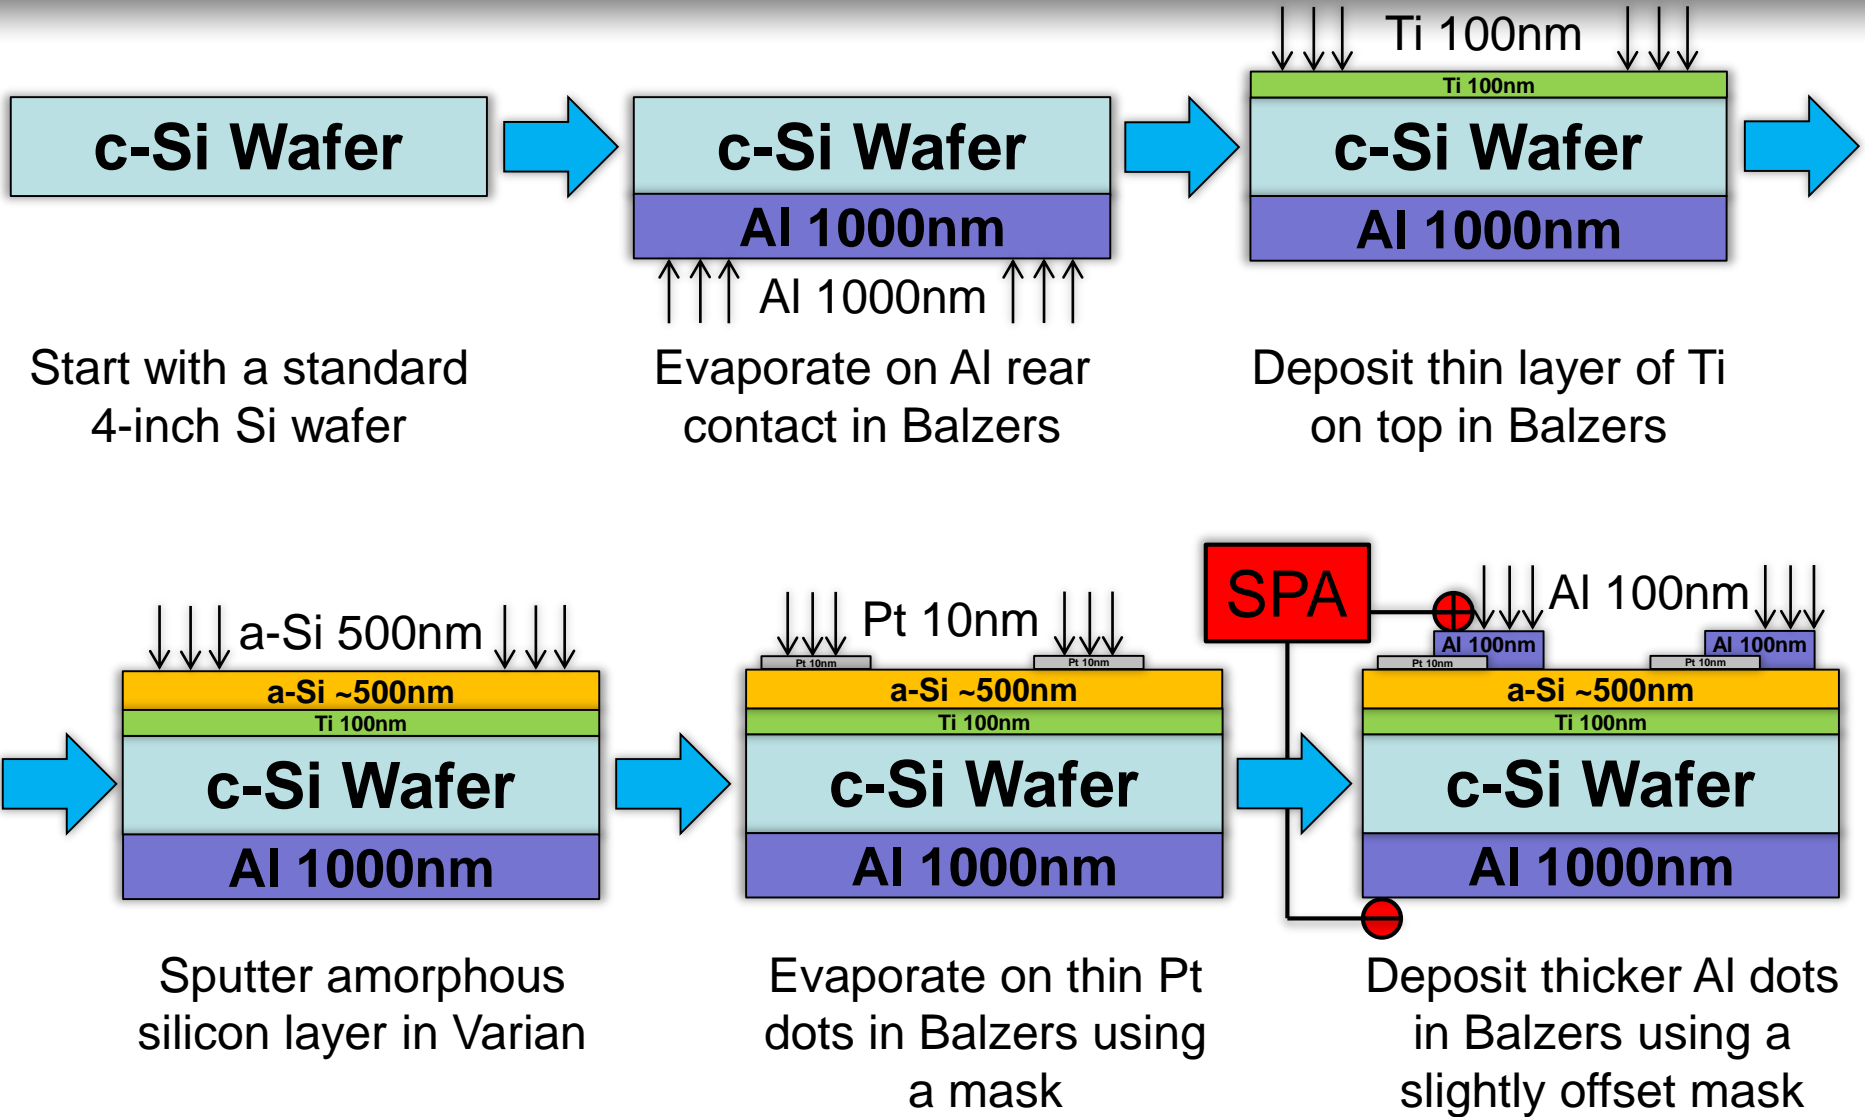 c-Si Wafer
Start with a standard
4-inch Si wafer
c-Si Wafer
Al 1000nm
Al 1000nm
Evaporate on Al rear
contact in Balzers
Ti 100nm
Ti 100nm
c-Si Wafer
Al 1000nm
Deposit thin layer of Ti
on top in Balzers
a-Si 500nm
a-Si ~500nm
Ti 100nm
c-Si Wafer
Al 1000nm
Sputter amorphous
silicon layer in Varian
Pt 10nm
Pt 10nm
Pt 10nm
a-Si ~500nm
Ti 100nm
c-Si Wafer
Al 1000nm
Evaporate on thin Pt
dots in Balzers using
a mask
SPA
Al 100nm
Al 100nm
Al 100nm
Pt 10nm
Pt 10nm
a-Si ~500nm
Ti 100nm
c-Si Wafer
Al 1000nm
Deposit thicker Al dots
in Balzers using a
slightly offset mask